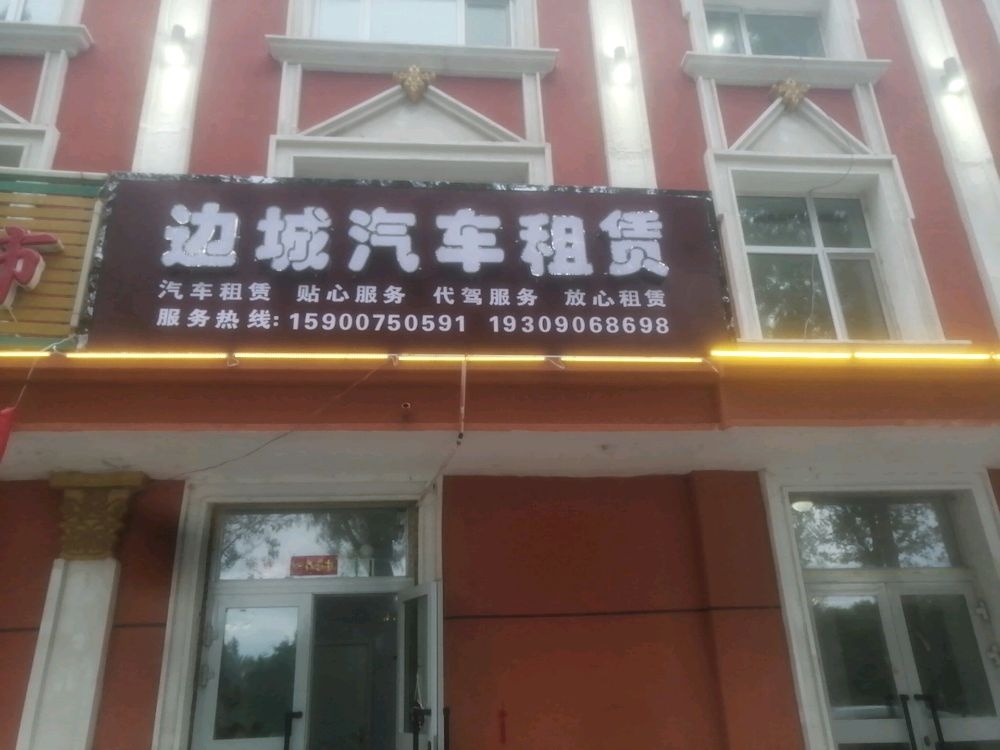 边城汽车租赁
汽车租赁 贴心服务 代驾服务 放心租赁
服务热线:15900750591 19309068698
市